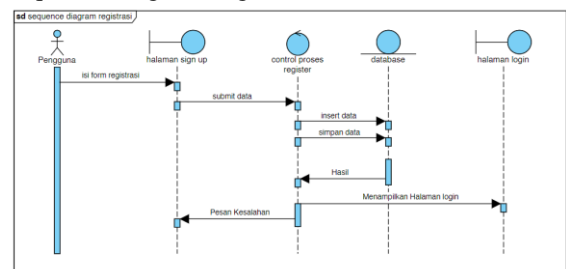 sd sequence diagram registrasi
Pengguna
halaman sign up
control proses
register
database
halaman login
isi form registrasi
submit data
insert data
simpan data
Hasil
Menampilkan Halaman login
Pesan Kesalahan